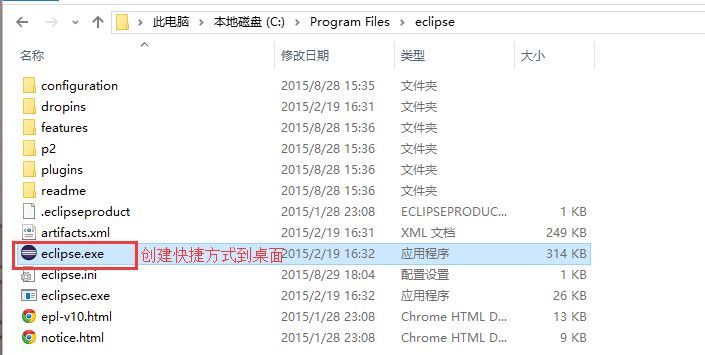 此电脑 › 本地磁盘 (C:) › Program Files › eclipse
名称 修改日期 类型 大小
configuration 2015/8/28 15:35 文件夹
dropins 2015/2/19 16:31 文件夹
features 2015/8/28 15:36 文件夹
p2 2015/8/28 15:36 文件夹
plugins 2015/8/28 15:36 文件夹
readme 2015/8/28 15:36 文件夹
.eclipseproduct 2015/1/28 23:08 ECLIPSEPRODUC... 1 KB
artifacts.xml 2015/2/19 16:31 XML 文档 249 KB
eclipse.exe 创建快捷方式到桌面 2015/2/19 16:32 应用程序 314 KB
eclipse.ini 2015/8/29 18:04 配置设置 1 KB
eclipsec.exe 2015/2/19 16:32 应用程序 26 KB
epl-v10.html 2015/1/28 23:08 Chrome HTML D... 13 KB
notice.html 2015/1/28 23:08 Chrome HTML D... 9 KB